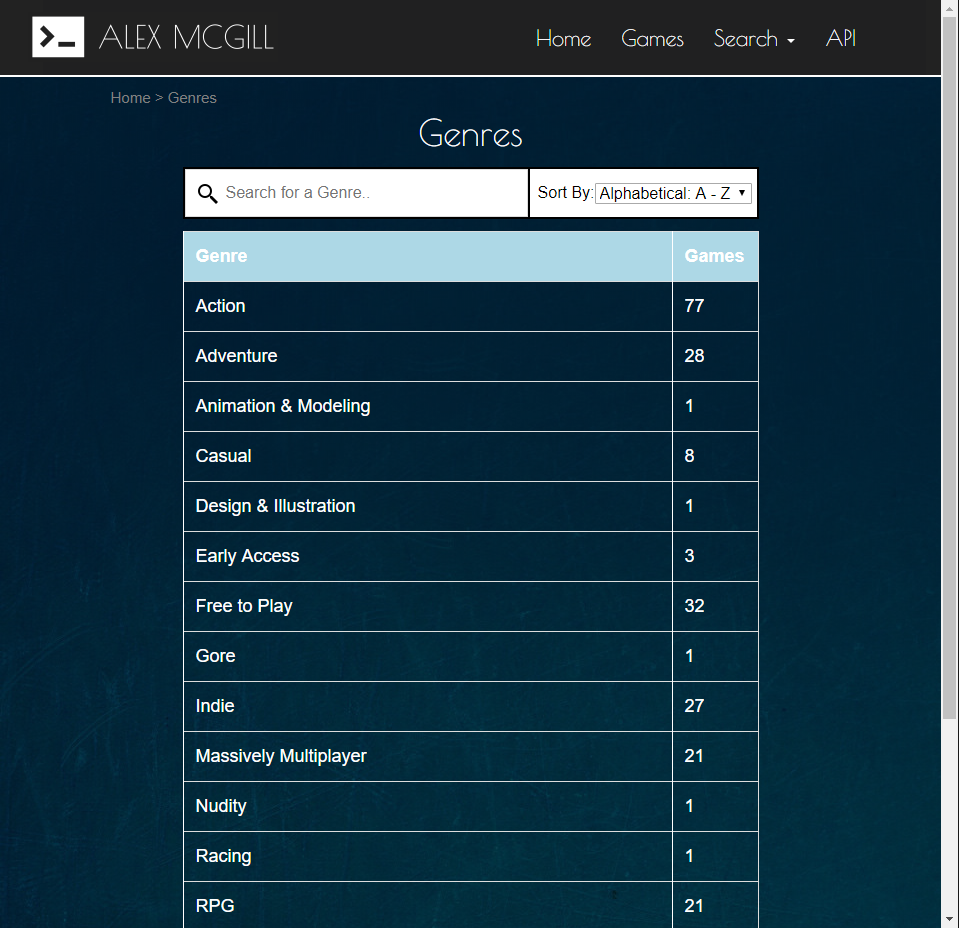 ALEX MCGILL Home Games Search API
Home > Genres
Genres
Search for a Genre.. Sort By: Alphabetical: A - Z
Genre Games
Action 77
Adventure 28
Animation & Modeling 1
Casual 8
Design & Illustration 1
Early Access 3
Free to Play 32
Gore 1
Indie 27
Massively Multiplayer 21
Nudity 1
Racing 1
RPG 21